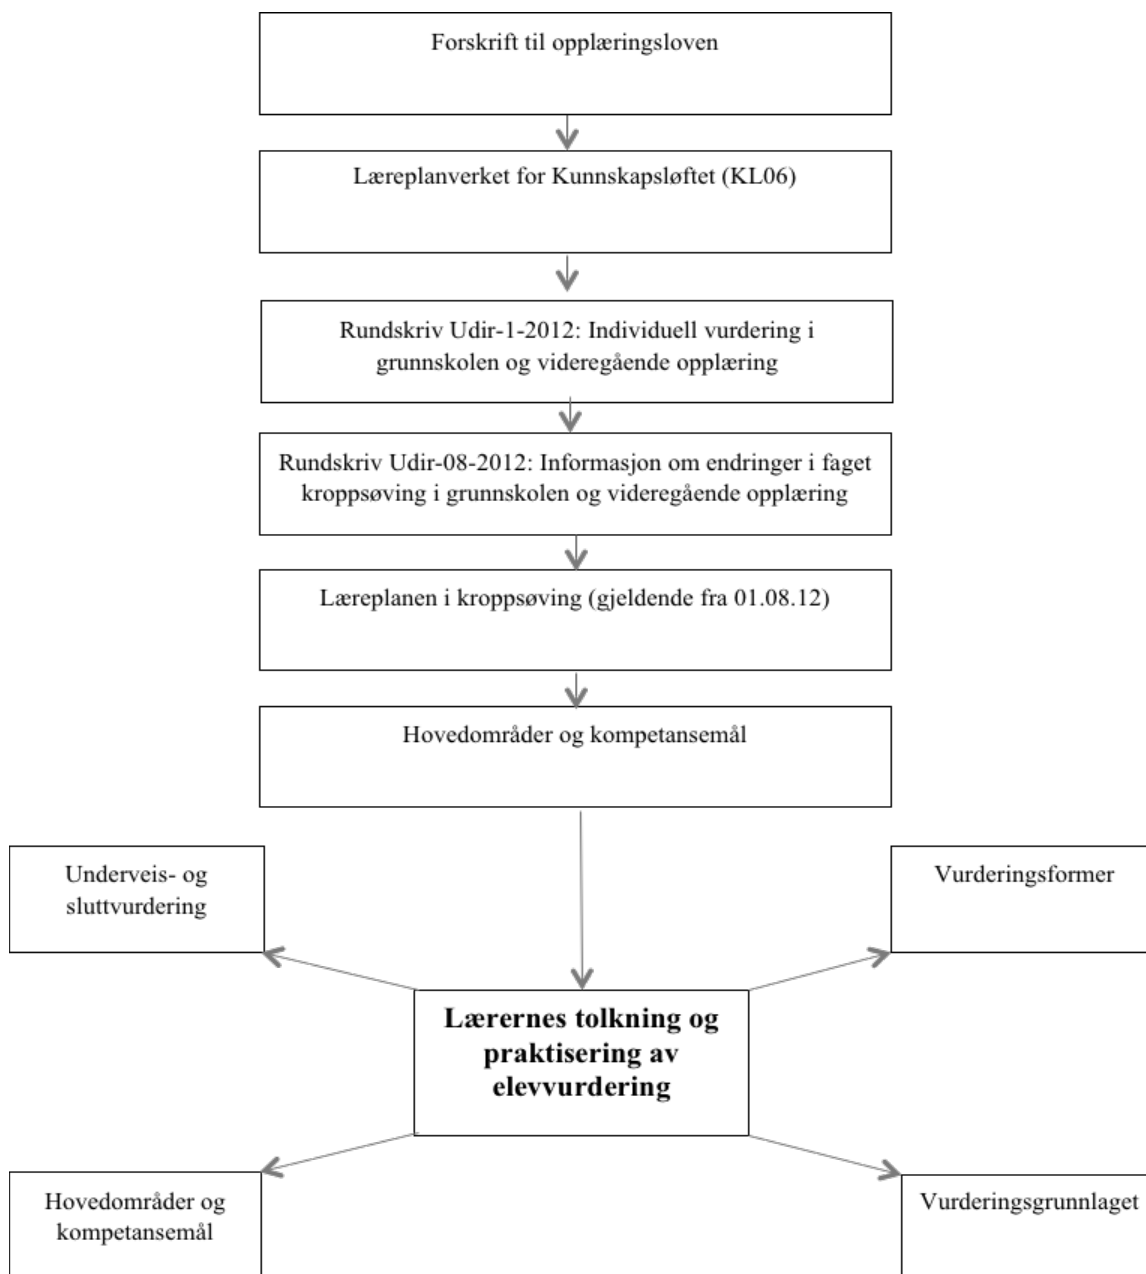 Forskrift til opplæringsloven
Læreplanverket for Kunnskapsløftet (KL06)
Rundskriv Udir-1-2012: Individuell vurdering i
grunnskolen og videregående opplæring
Rundskriv Udir-08-2012: Informasjon om endringer i faget
kroppsøving i grunnskolen og videregående opplæring
Læreplanen i kroppsøving (gjeldende fra 01.08.12)
Hovedområder og kompetansemål
Underveis- og
sluttvurdering
Vurderingsformer
Lærernes tolkning og
praktisering av
elevvurdering
Hovedområder og
kompetansemål
Vurderingsgrunnlaget